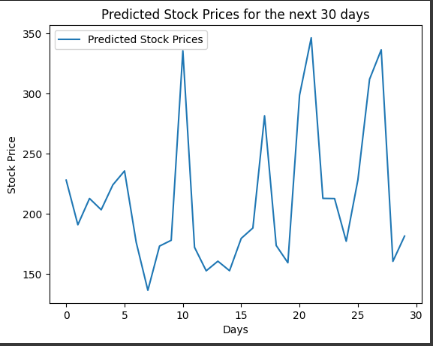 Predicted Stock Prices for the next 30 days
Predicted Stock Prices
350
300
250
200
150
Stock Price
0 5 10 15 20 25 30
Days